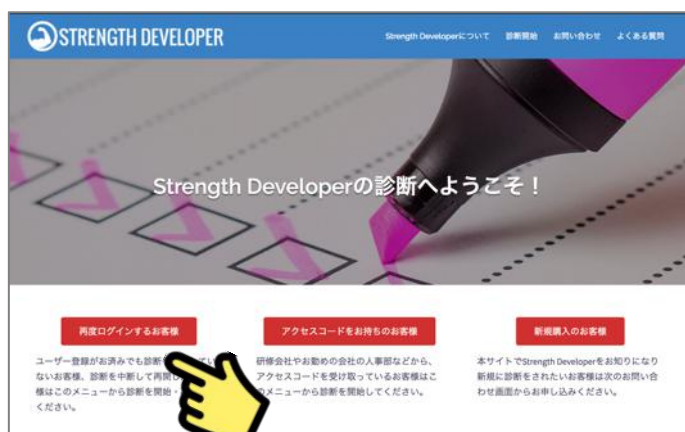 STRENGTH DEVELOPER
Strength Developerについて 診断開始 お問い合わせ よくある質問
Strength Developerの診断へようこそ！
再度ログインするお客様
ユーザー登録がお済みでも診断
ない
ないお客様、診断を中断して再開
様はこのメニューから診断を開始・
ください。
アクセスコードをお持ちのお客様
研修会社やお勤めの会社の人事部などから、
アクセスコードを受け取っているお客様はこ
のメニューから診断を開始してください。
新規購入のお客様
本サイトでStrength Developerをお知りになり
新規に診断をされたいお客様は次のお問い合
わせ画面からお申し込みください。